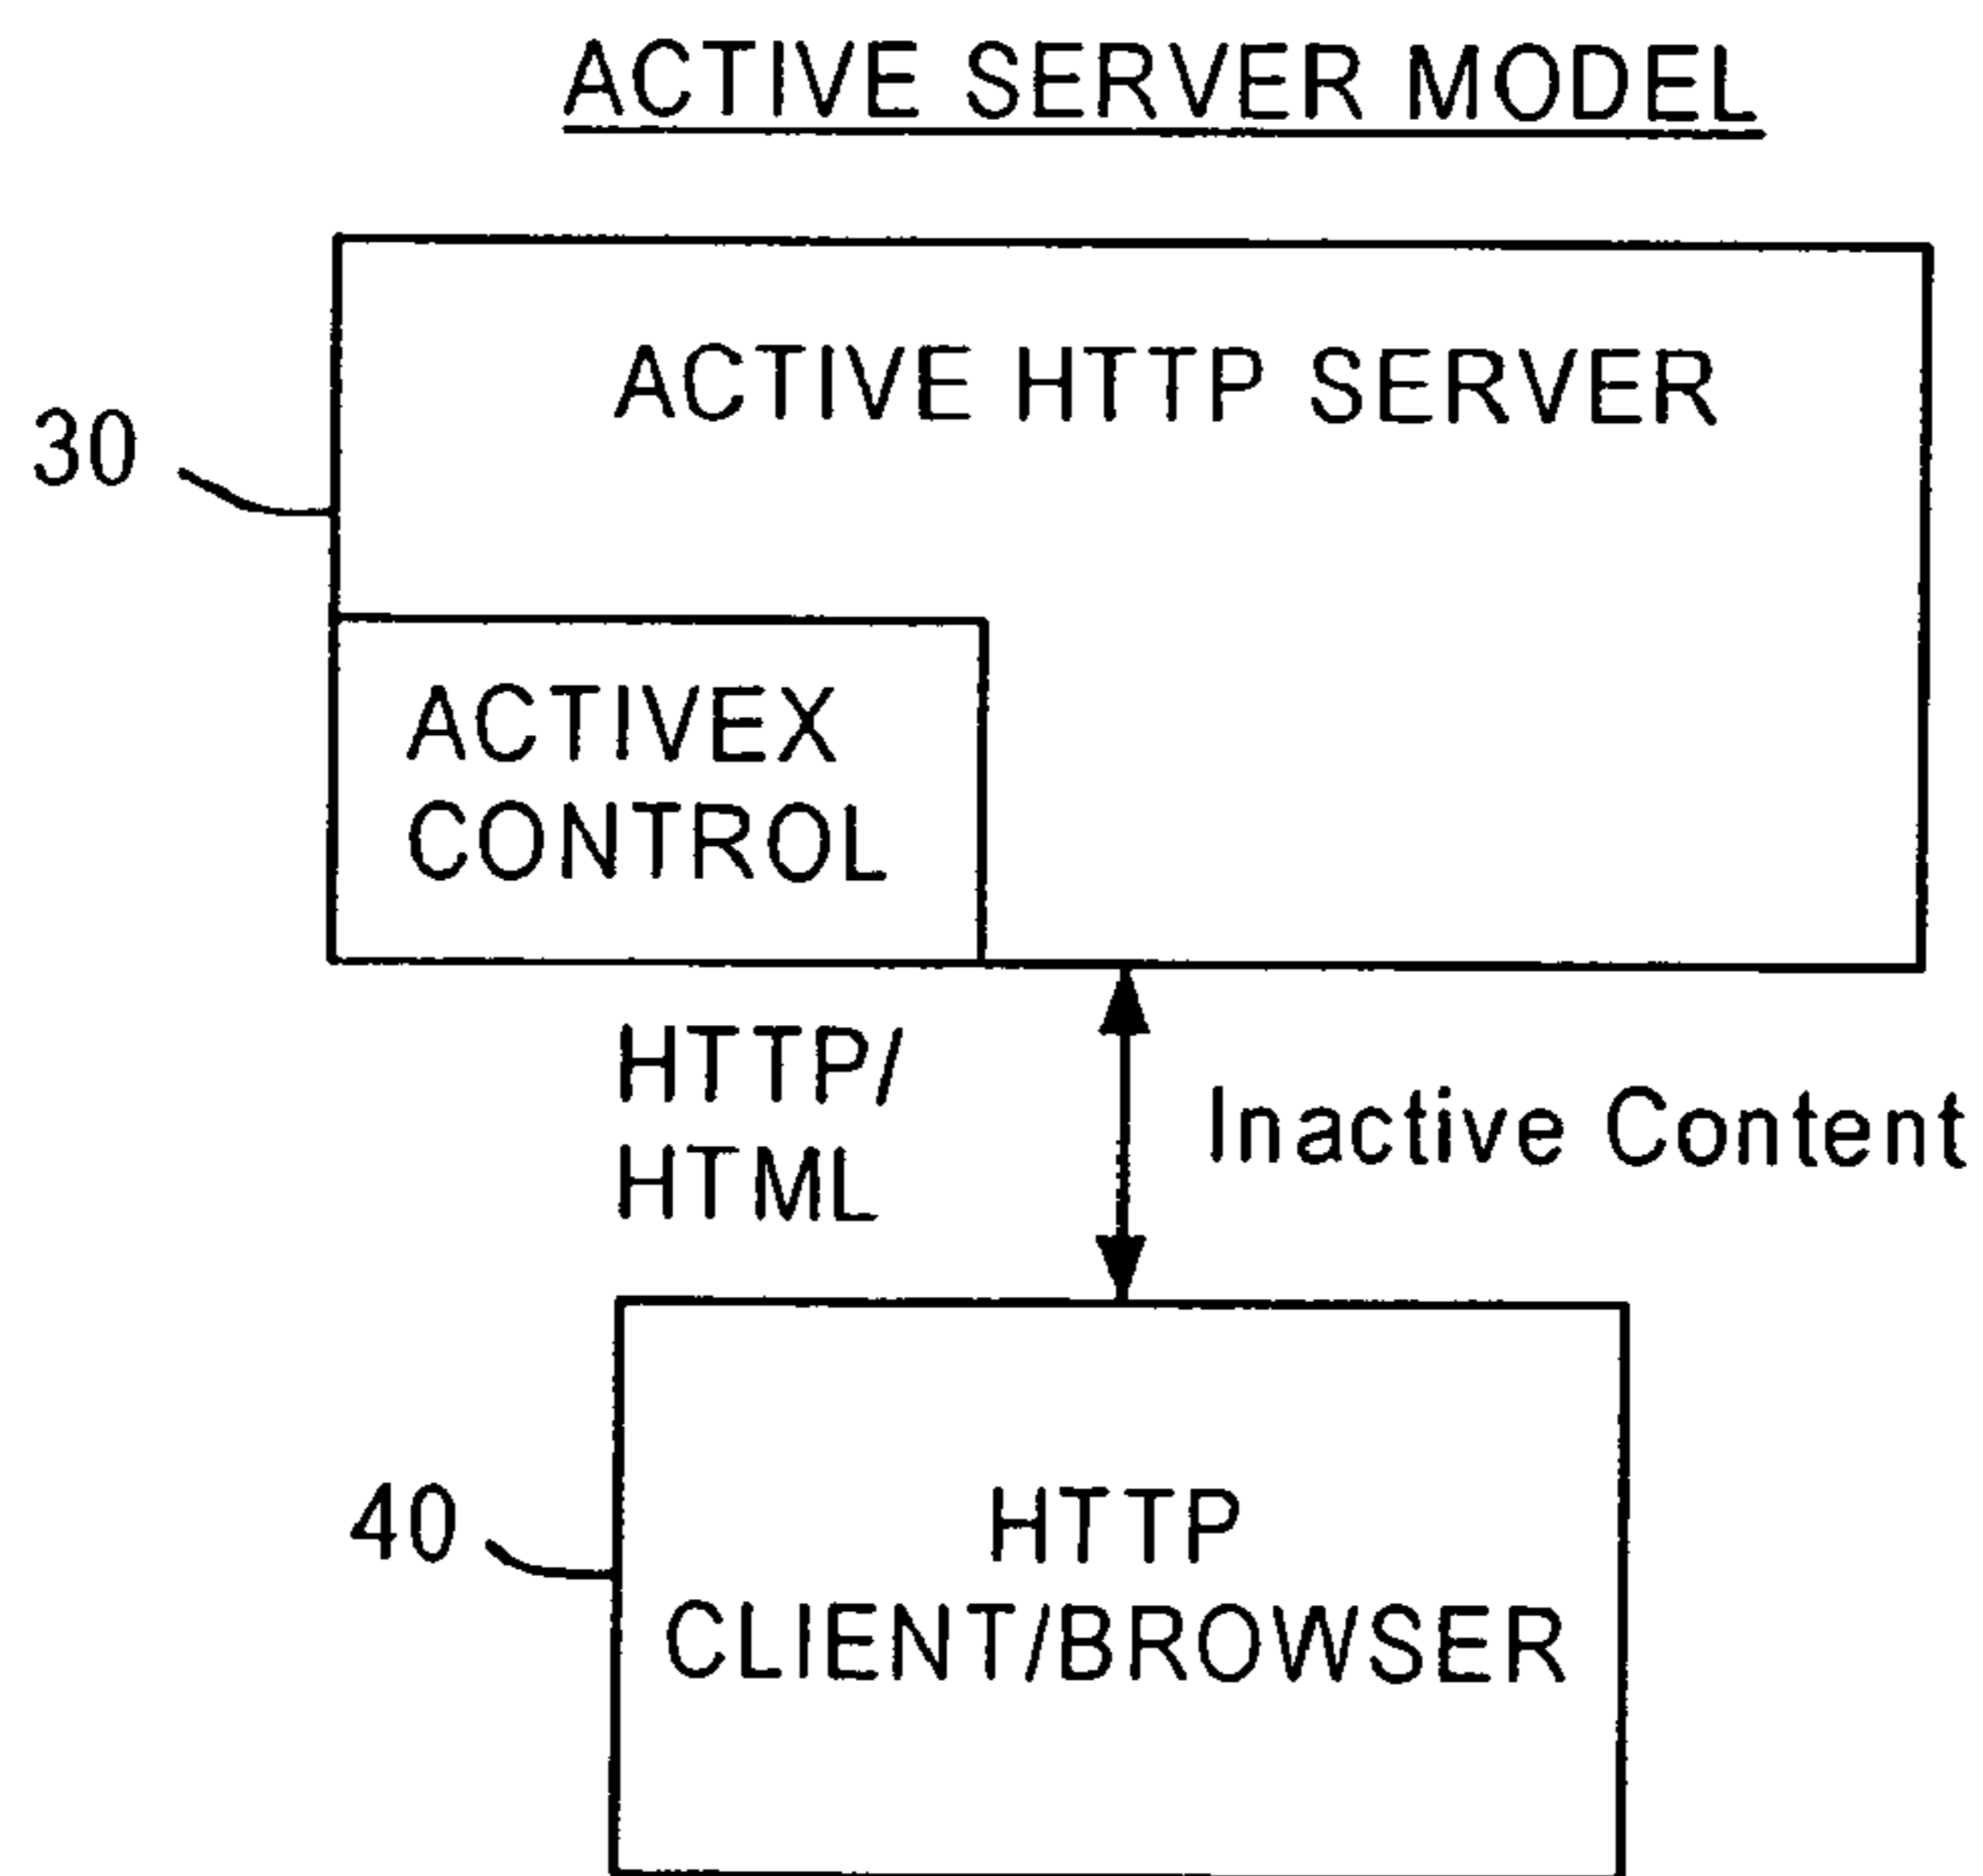 ACTIVE SERVER MODEL
ACTIVE HTTP SERVER
30
ACTIVEX
CONTROL
HTTP/
HTML
Inactive Content
40
HTTP
CLIENT/BROWSER